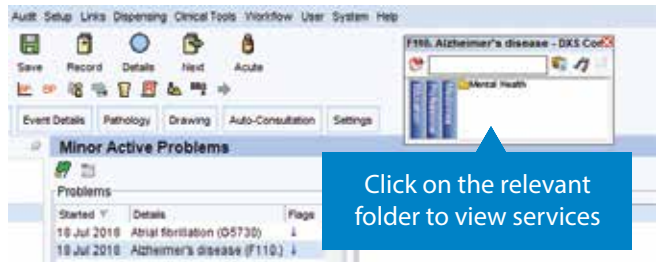 Audit Setup Links Dispensing Clinical Tools Workflow User System Help
Save Record Details Next Acute
F110. Alzheimer's disease - DXS Con
Mental Health
Event Details Pathology Drawing Auto-Consultation Settings
Minor Active Problems
Problems
Started Details Flags
18 Jul 2018 Atrial fibrillation (G5730)
18 Jul 2018 Alzheimer's disease (F110.)
Click on the relevant
folder to view services